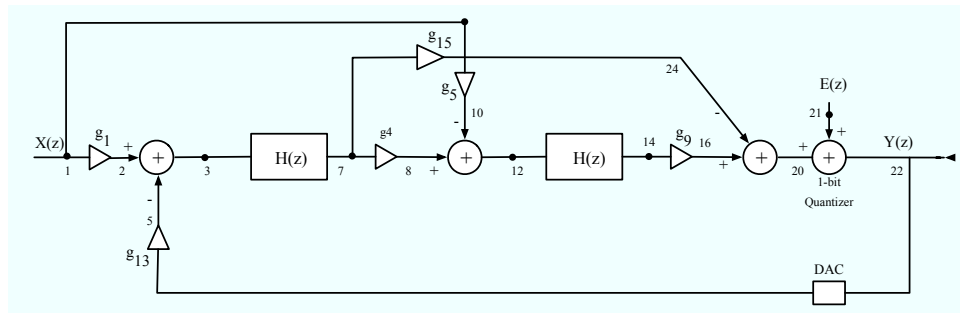 g15
24
E(z)
g5
10
21
X(z)
g1
+
-
g4
-
14
g9
16
-
+
+
Y(z)
+
H(z)
+
H(z)
+
+
1
2
3
7
8
+
12
+
20
1-bit
Quantizer
22
-
5
g13
DAC